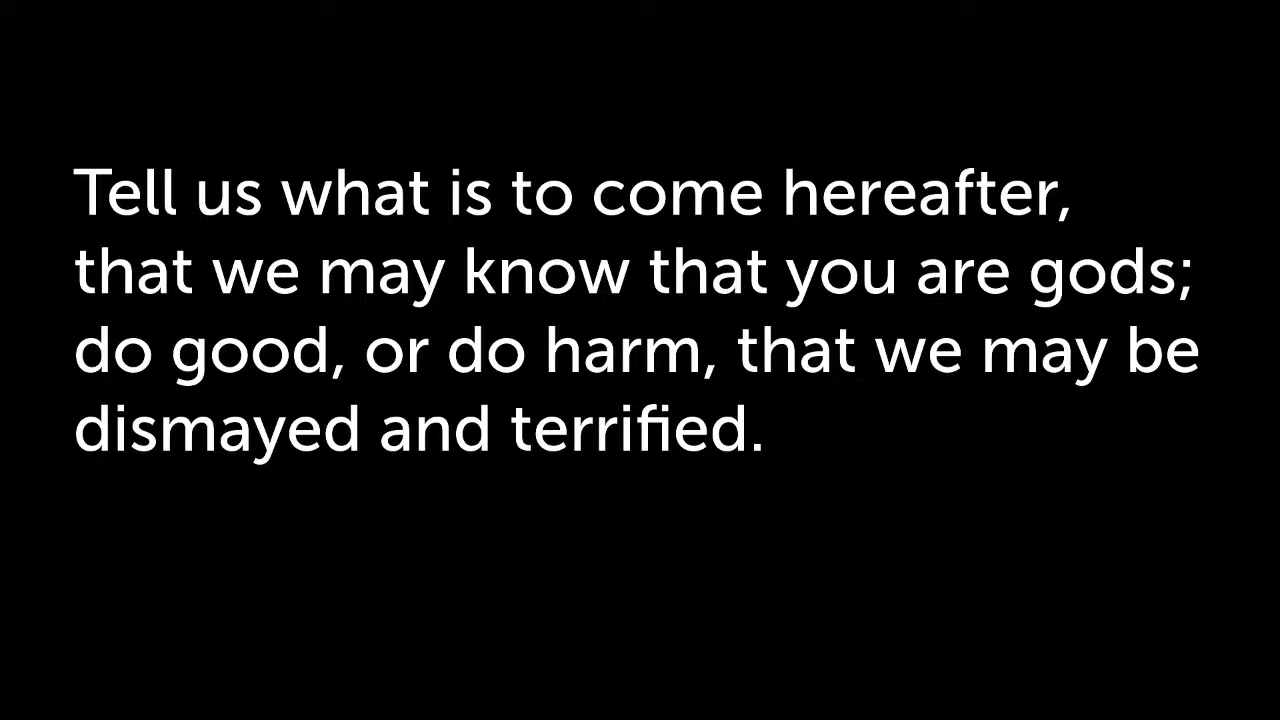 Tell us what is to come hereafter,
that we may know that you are gods;
do good, or do harm, that we may be
dismayed and terrified.